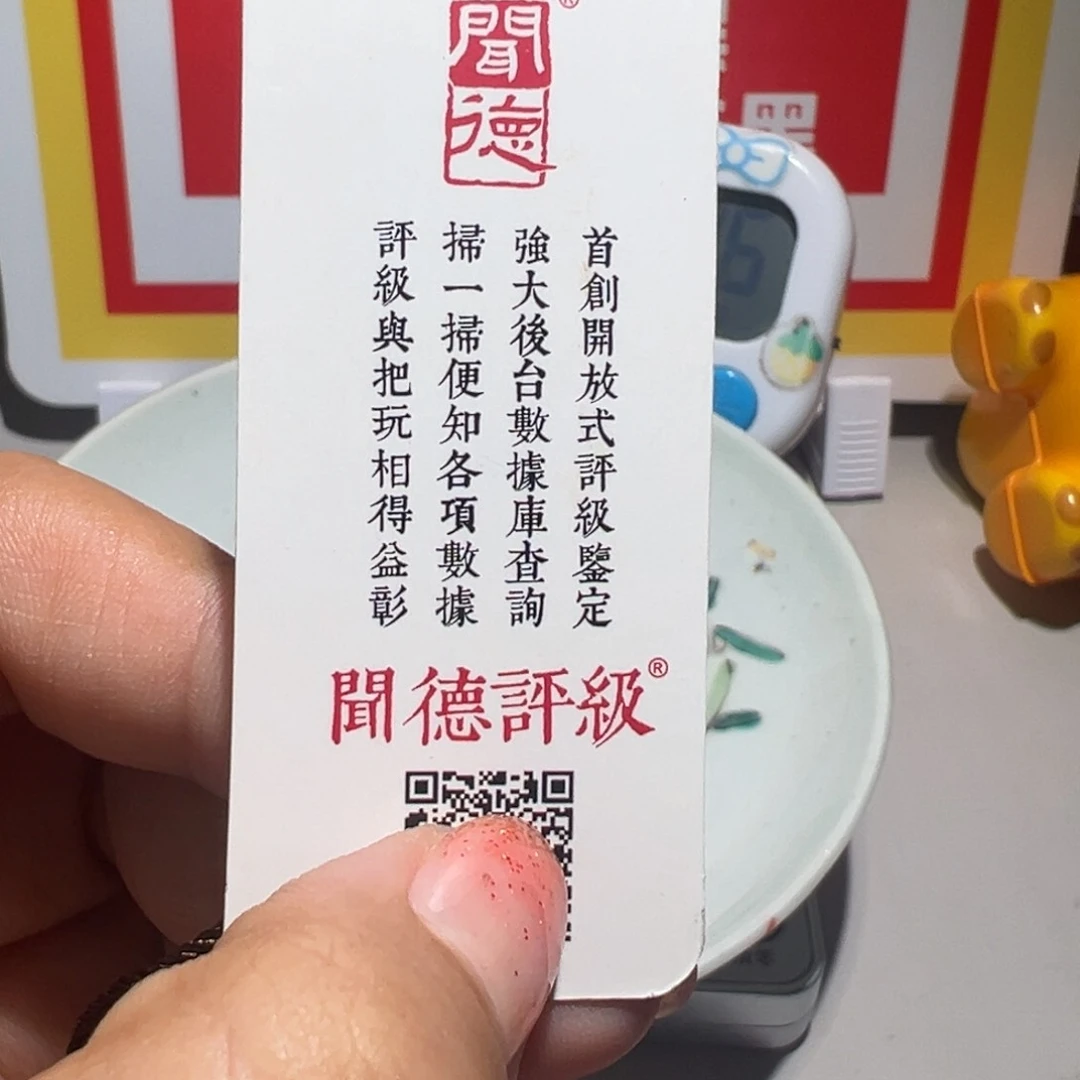 聞德®
首創開放式評級鑒定
強大後台數據庫查詢
掃一掃便知各項數據
評級與把玩相得益彰
聞德評級®